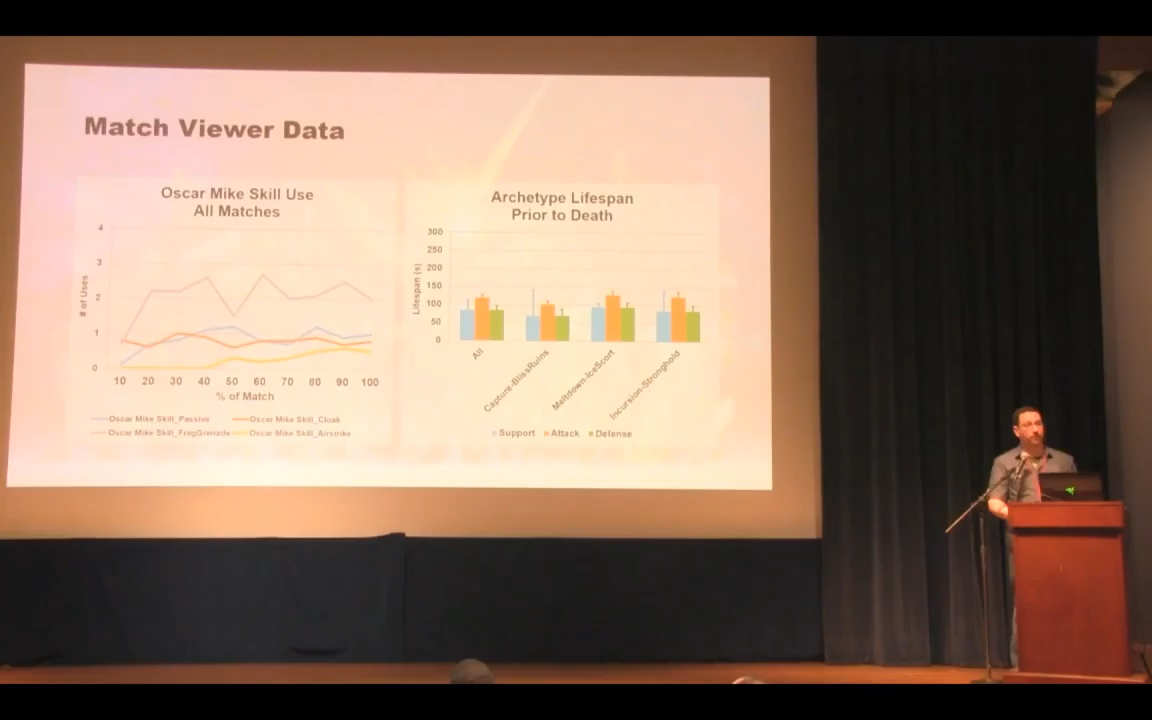 Match Viewer Data
Oscar Mike Skill Use
All Matches
4
3
2
1
0
# of Uses
10 20 30 40 50 60 70 80 90 100
% of Match
Oscar Mike Skill_Passive Oscar Mike Skill_Cloak
Oscar Mike Skill_FragGrenade Oscar Mike Skill_Airstrike
Archetype Lifespan
Prior to Death
300
250
200
150
100
50
0
Lifespan (s)
All
Capture-BlissRuins
Meltdown-IceScort
Incursion-Stronghold
Support Attack Defense